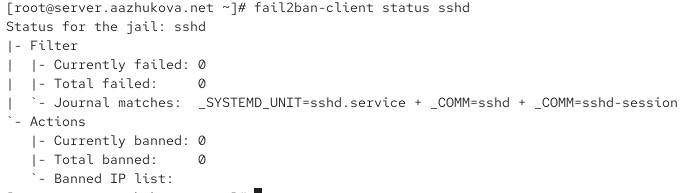 [root@server.aazhukova.net ~]# fail2ban-client status sshd
Status for the jail: sshd
|- Filter
|  |- Currently failed: 0
|  |- Total failed:     0
|  `- Journal matches:  _SYSTEMD_UNIT=sshd.service + _COMM=sshd + _COMM=sshd-session
`- Actions
   |- Currently banned: 0
   |- Total banned:     0
   `- Banned IP list: